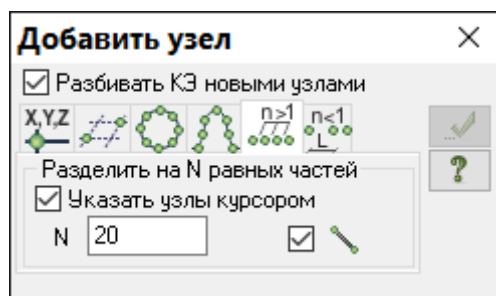 Добавить узел
Разбивать КЭ новыми узлами
X,Y,Z n>1 n<1
L
Разделить на N равных частей
Указать узлы курсором
N 20
?